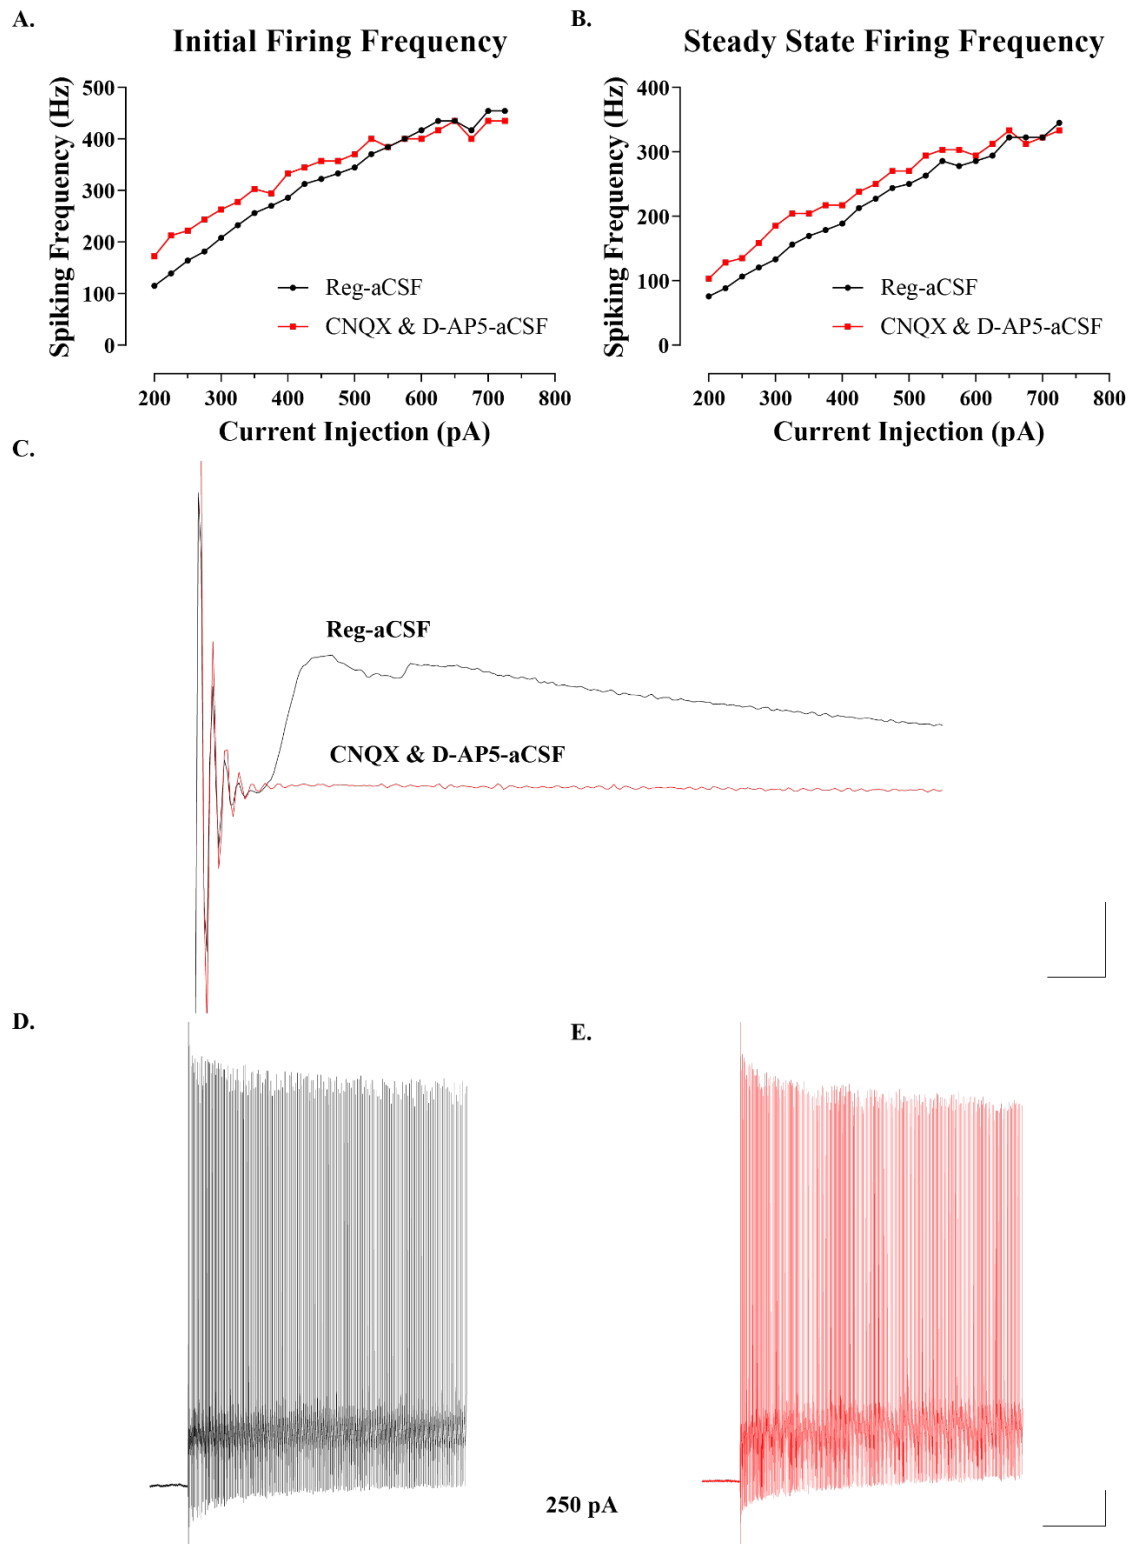 A.
Initial Firing Frequency
Spiking Frequency (Hz)
500
400
300
200
100
0
Reg-aCSF
CNQX & D-AP5-aCSF
200 300 400 500 600 700 800
Current Injection (pA)
B.
Steady State Firing Frequency
Spiking Frequency (Hz)
400
300
200
100
0
Reg-aCSF
CNQX & D-AP5-aCSF
200 300 400 500 600 700 800
Current Injection (pA)
C.
Reg-aCSF
CNQX & D-AP5-aCSF
D.
E.
250 pA